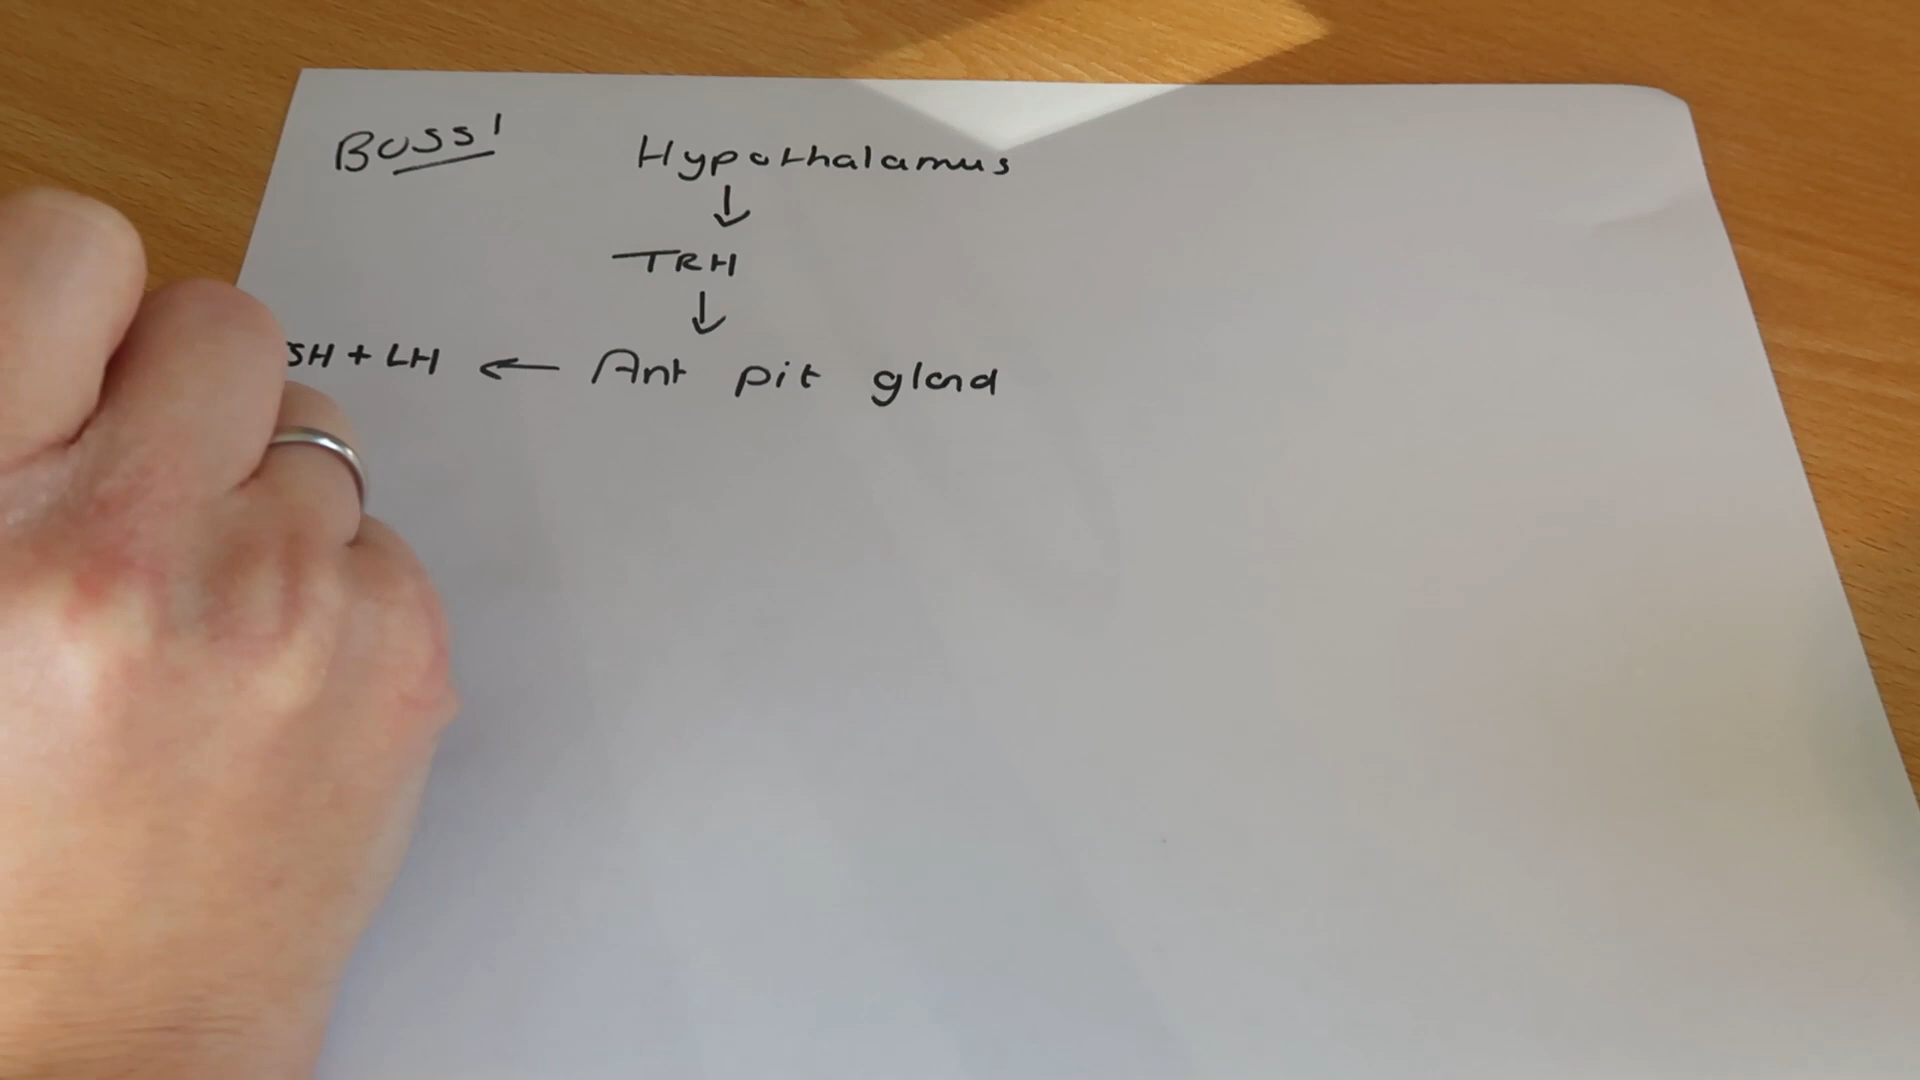 Boss!
Hypothalamus
↓
TRH
↓
SH + LH ← Ant pit gland